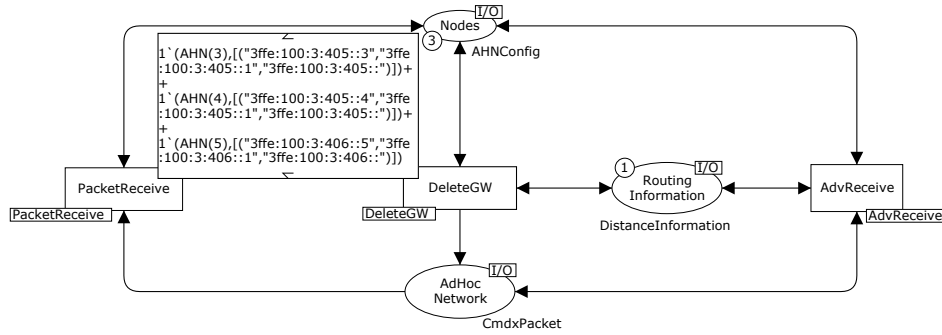 I/O
Nodes
3
AHNConfig
1`(AHN(3),[("3ffe:100:3:405::3","3ffe
:100:3:405::1","3ffe:100:3:405::")])+
+
1`(AHN(4),[("3ffe:100:3:405::4","3ffe
:100:3:405::1","3ffe:100:3:405::")])+
+
1`(AHN(5),[("3ffe:100:3:406::5","3ffe
:100:3:406::1","3ffe:100:3:406::")])
PacketReceive
PacketReceive
DeleteGW
DeleteGW
1
I/O
Routing
Information
DistanceInformation
AdvReceive
AdvReceive
I/O
AdHoc
Network
CmdxPacket